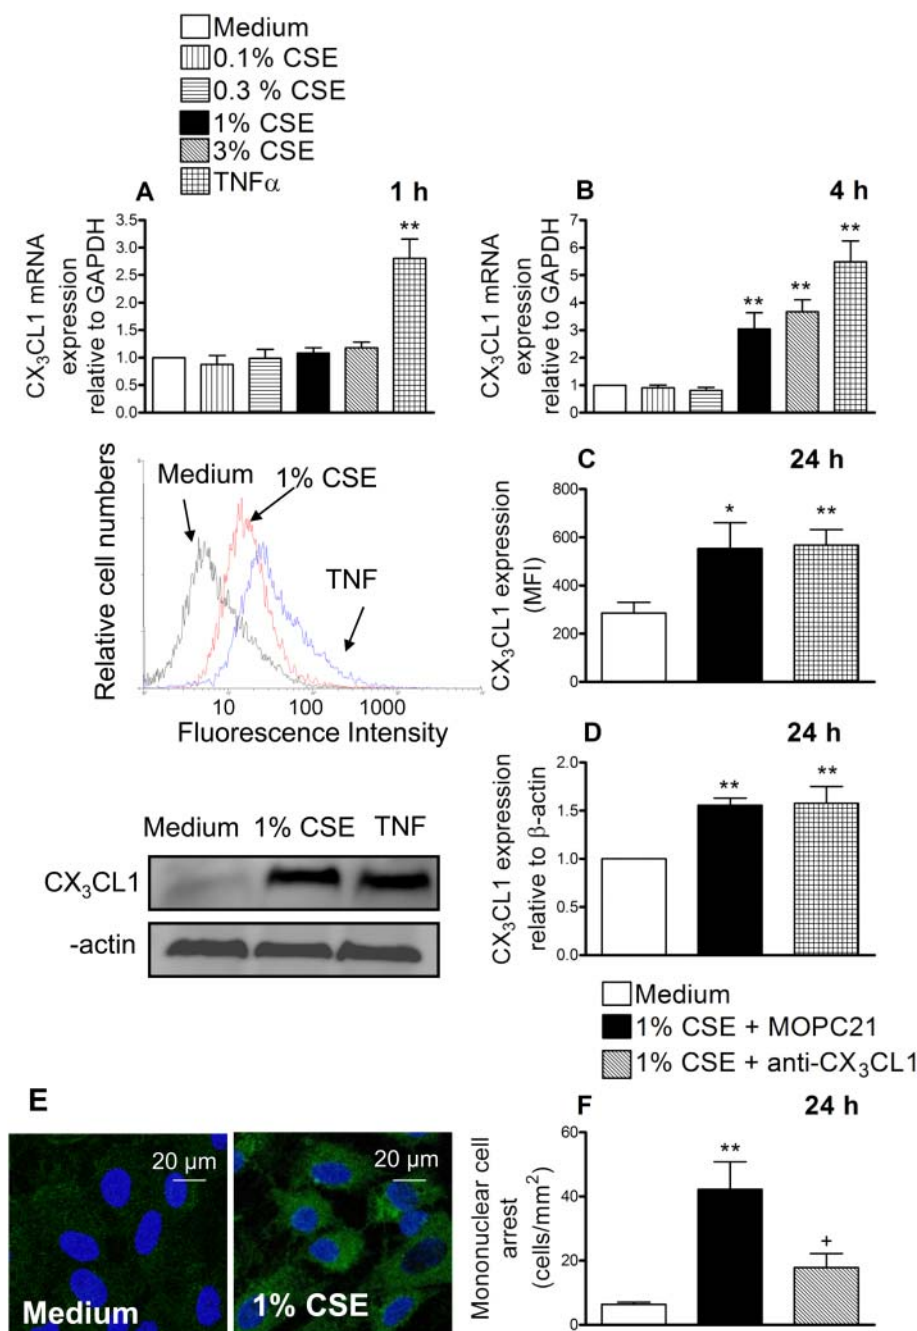 Medium
0.1% CSE
0.3 % CSE
1% CSE
3% CSE
TNFα
A
1 h
CX₃CL1 mRNA
expression
relative to GAPDH
3.5
3.0
2.5
2.0
1.5
1.0
0.5
0.0
B
4 h
CX₃CL1 mRNA
expression
relative to GAPDH
7
6
5
4
3
2
1
0
**
**
**
**
Relative cell numbers
Medium
1% CSE
TNF
10
100
1000
Fluorescence Intensity
C
24 h
CX₃CL1 expression
(MFI)
800
600
400
200
0
*
**
Medium 1% CSE TNF
CX₃CL1
-actin
D
24 h
CX₃CL1 expression
relative to β-actin
2.0
1.5
1.0
0.5
0.0
**
**
Medium
1% CSE + MOPC21
1% CSE + anti-CX₃CL1
E
20 µm
Medium
20 µm
1% CSE
F
24 h
Mononuclear cell
arrest
(cells/mm²)
60
40
20
0
**
+